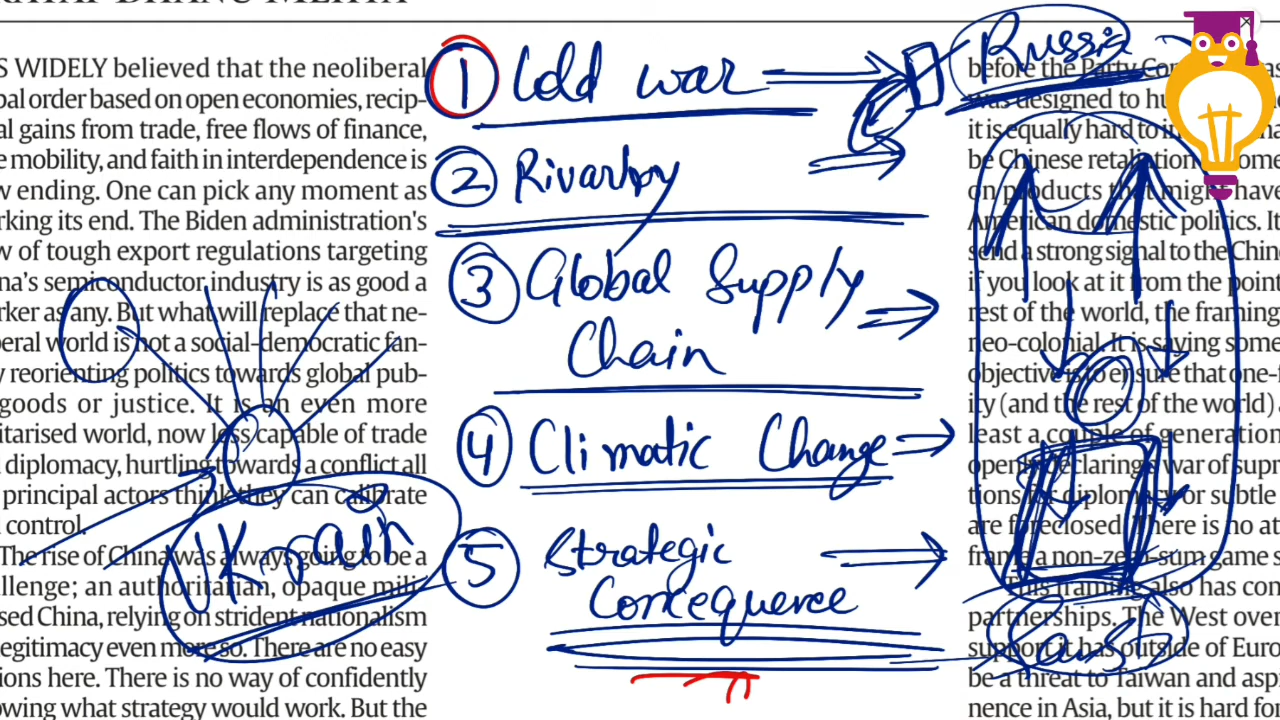 PRATAP BHANU MEHTA
S WIDELY believed that the neoliberal
bal order based on open economies, recip-
al gains from trade, free flows of finance,
e mobility, and faith in interdependence is
w ending. One can pick any moment as
rking its end. The Biden administration's
w of tough export regulations targeting
na's semiconductor industry is as good a
rker as any. But what will replace that ne-
eral world is not a social-democratic fan-
y reorienting politics towards global pub-
goods or justice. It is an even more
itarised world, now less capable of trade
diplomacy, hurtling towards a conflict all
principal actors think they can calibrate
control.
The rise of China was always going to be a
llenge; an authoritarian, opaque mili-
sed China, relying on strident nationalism
legitimacy even more so. There are no easy
ions here. There is no way of confidently
owing what strategy would work. But the
UKrain
1 Cold war
2 Rivarlry
3 Global Supply
Chain
4 Climatic Change
5 Strategic
Concequence
Russia
before the Party Con
was designed to hu
it is equally hard to i
be Chinese retaliation
on products that might have
American domestic politics. It
send a strong signal to the Chin
if you look at it from the point
rest of the world, the framing
neo-colonial. It is saying some
objective is to ensure that one-f
ity (and the rest of the world)
least a couple of generation
openly declaring a war of supr
tions for diplomacy or subtle
are foreclosed. There is no at
frame a non-zero-sum game s
This framing also has con
partnerships. The West over
support it has outside of Euro
be a threat to Taiwan and asp
nence in Asia, but it is hard fo